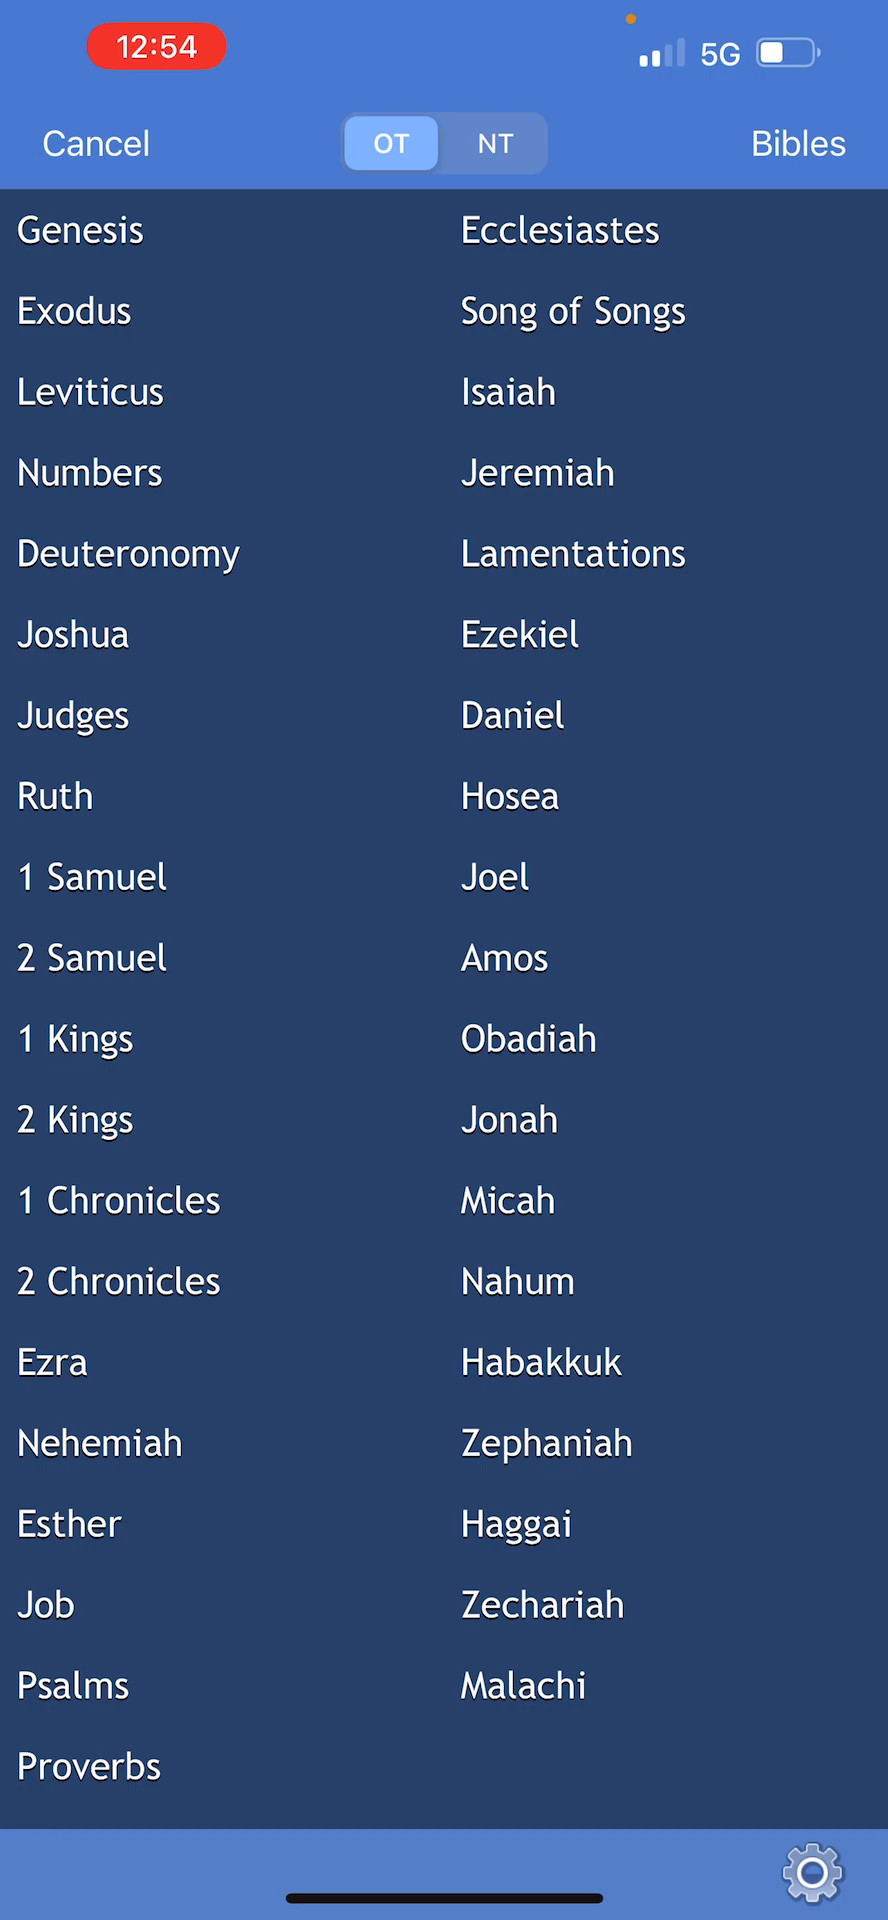 12:54
5G
Cancel
OT
NT
Bibles
Genesis
Exodus
Leviticus
Numbers
Deuteronomy
Joshua
Judges
Ruth
1 Samuel
2 Samuel
1 Kings
2 Kings
1 Chronicles
2 Chronicles
Ezra
Nehemiah
Esther
Job
Psalms
Proverbs
Ecclesiastes
Song of Songs
Isaiah
Jeremiah
Lamentations
Ezekiel
Daniel
Hosea
Joel
Amos
Obadiah
Jonah
Micah
Nahum
Habakkuk
Zephaniah
Haggai
Zechariah
Malachi